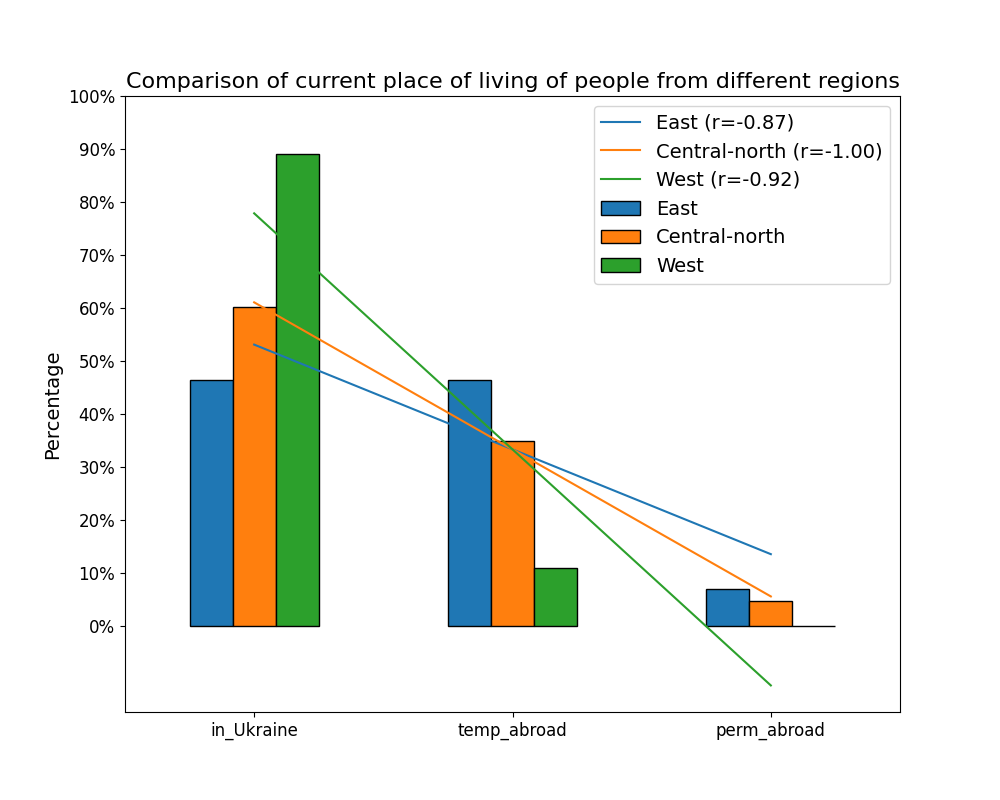 Comparison of current place of living of people from different regions
100%
90%
80%
70%
60%
50%
40%
30%
20%
10%
0%
Percentage
East (r=-0.87)
Central-north (r=-1.00)
West (r=-0.92)
East
Central-north
West
in_Ukraine
temp_abroad
perm_abroad